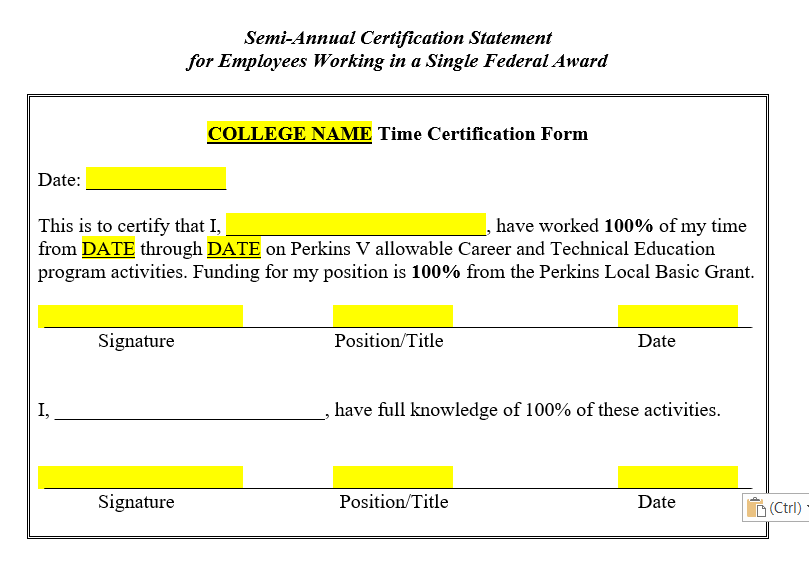 Semi-Annual Certification Statement
for Employees Working in a Single Federal Award
COLLEGE NAME Time Certification Form
Date: ____________
This is to certify that I, ____________, have worked 100% of my time
from DATE through DATE on Perkins V allowable Career and Technical Education
program activities. Funding for my position is 100% from the Perkins Local Basic Grant.
Signature Position/Title Date
I, ____________, have full knowledge of 100% of these activities.
Signature Position/Title Date
(Ctrl)